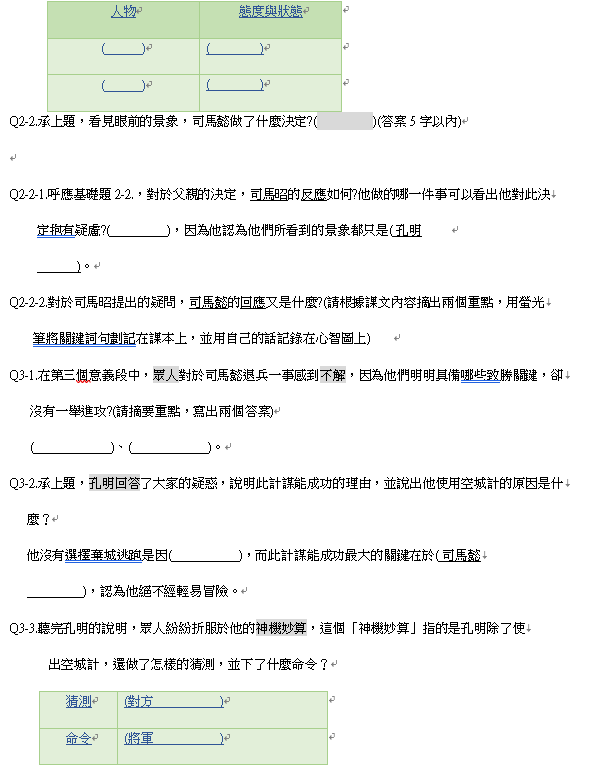 人物 態度與狀態
(_____) (_______)
(_____) (_______)
Q2-2.承上題，看見眼前的景象，司馬懿做了什麼決定?( )(答案 5 字以內)
Q2-2-1.呼應基礎題 2-2.，對於父親的決定，司馬昭的反應如何?他做的哪一件事可以看出他對此決
定抱有疑慮?(________)，因為他認為他們所看到的景象都只是(孔明
______)。
Q2-2-2.對於司馬昭提出的疑問，司馬懿的回應又是什麼?(請根據課文內容摘出兩個重點，用螢光
筆將關鍵詞句劃記在課本上，並用自己的話記錄在心智圖上)
Q3-1.在第三個意義段中，眾人對於司馬懿退兵一事感到不解，因為他們明明具備哪些致勝關鍵，卻
沒有一舉進攻?(請摘要重點，寫出兩個答案)
(___________)、(___________)。
Q3-2.承上題，孔明回答了大家的疑惑，說明此計謀能成功的理由，並說出他使用空城計的原因是什
麼？
他沒有選擇棄城逃跑是因(_________)，而此計謀能成功最大的關鍵在於(司馬懿
________)，認為他絕不經輕易冒險。
Q3-3.聽完孔明的說明，眾人紛紛折服於他的神機妙算，這個「神機妙算」指的是孔明除了使
出空城計，還做了怎樣的猜測，並下了什麼命令？
猜測 (對方 )
命令 (將軍 )